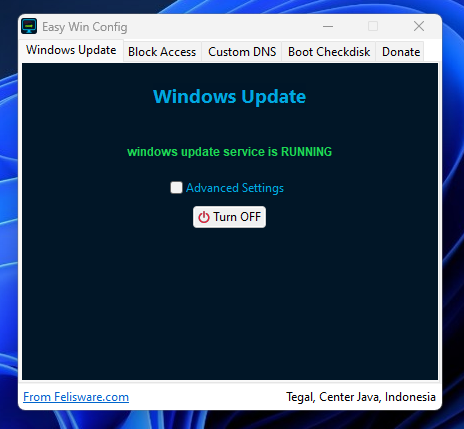 Easy Win Config
Windows Update Block Access Custom DNS Boot Checkdisk Donate
Windows Update
windows update service is RUNNING
Advanced Settings
Turn OFF
From Felisware.com Tegal, Center Java, Indonesia